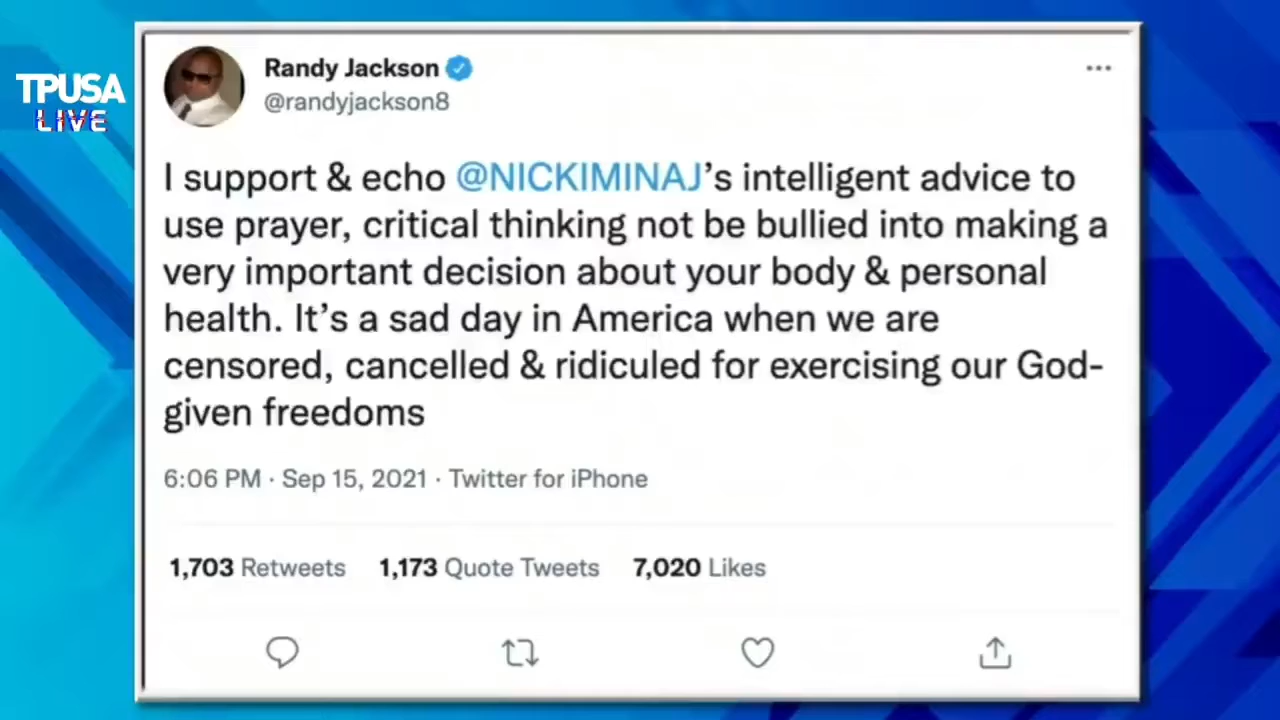 TPUSA
LIVE
Randy Jackson
@randyjackson8
I support & echo @NICKIMINAJ's intelligent advice to
use prayer, critical thinking not be bullied into making a
very important decision about your body & personal
health. It's a sad day in America when we are
censored, cancelled & ridiculed for exercising our God-
given freedoms
6:06 PM · Sep 15, 2021 · Twitter for iPhone
1,703 Retweets 1,173 Quote Tweets 7,020 Likes